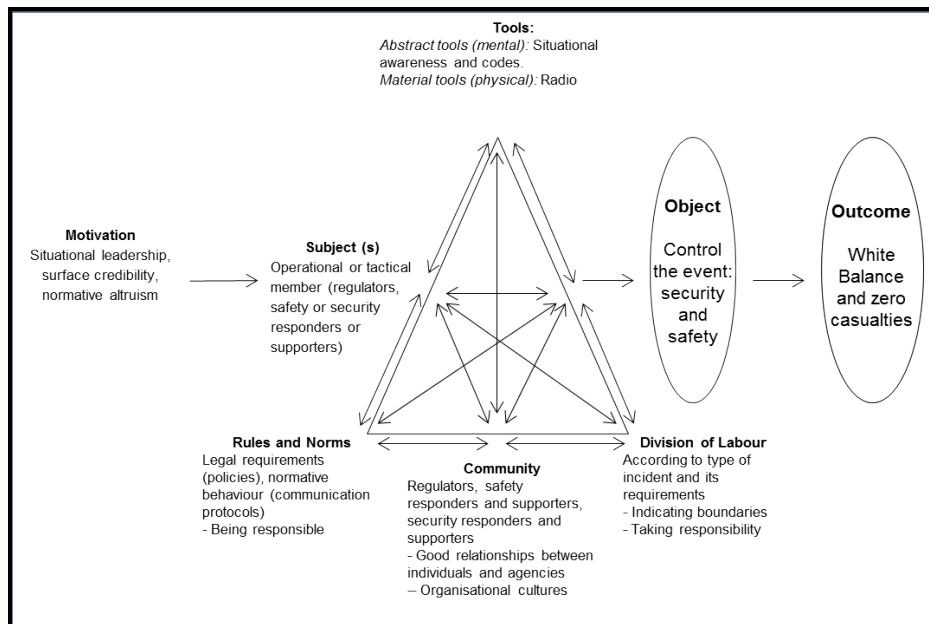 Tools:
Abstract tools (mental): Situational
awareness and codes.
Material tools (physical): Radio
Motivation
Situational leadership,
surface credibility,
normative altruism
Subject (s)
Operational or tactical
member (regulators,
safety or security
responders or
supporters)
Object
Control
the event:
security
and
safety
Outcome
White
Balance
and zero
casualties
Rules and Norms
Legal requirements
(policies), normative
behaviour (communication
protocols)
- Being responsible
Community
Regulators, safety
responders and supporters,
security responders and
supporters
- Good relationships between
individuals and agencies
-- Organisational cultures
Division of Labour
According to type of
incident and its
requirements
- Indicating boundaries
- Taking responsibility